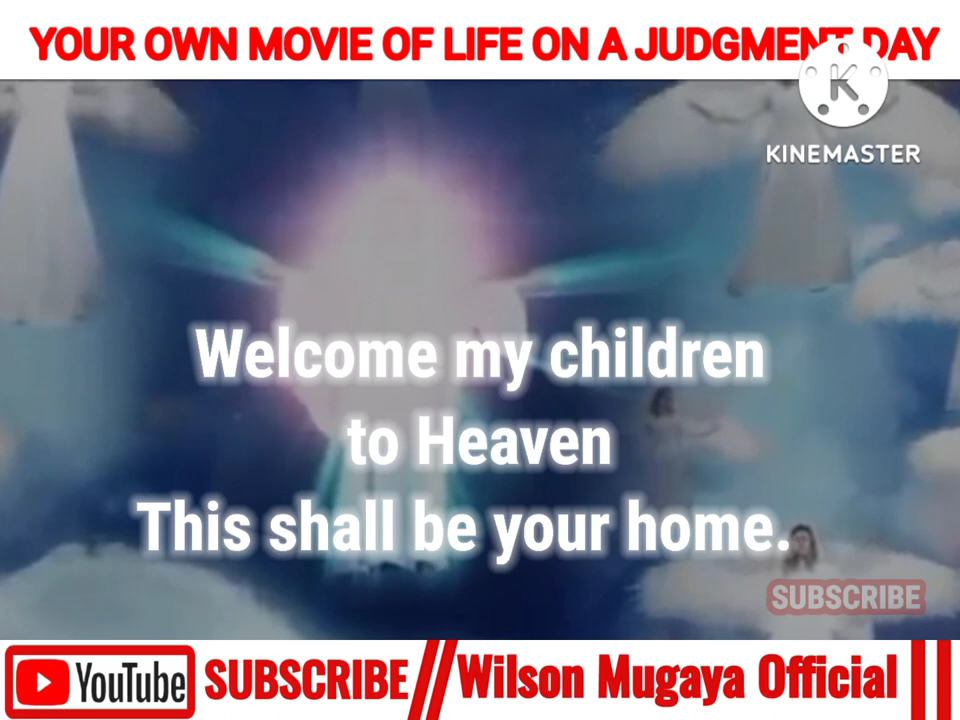 YOUR OWN MOVIE OF LIFE ON A JUDGMENT DAY
K
KINEMASTER
Welcome my children
to Heaven
This shall be your home.
SUBSCRIBE
YouTube SUBSCRIBE // Wilson Mugaya Official